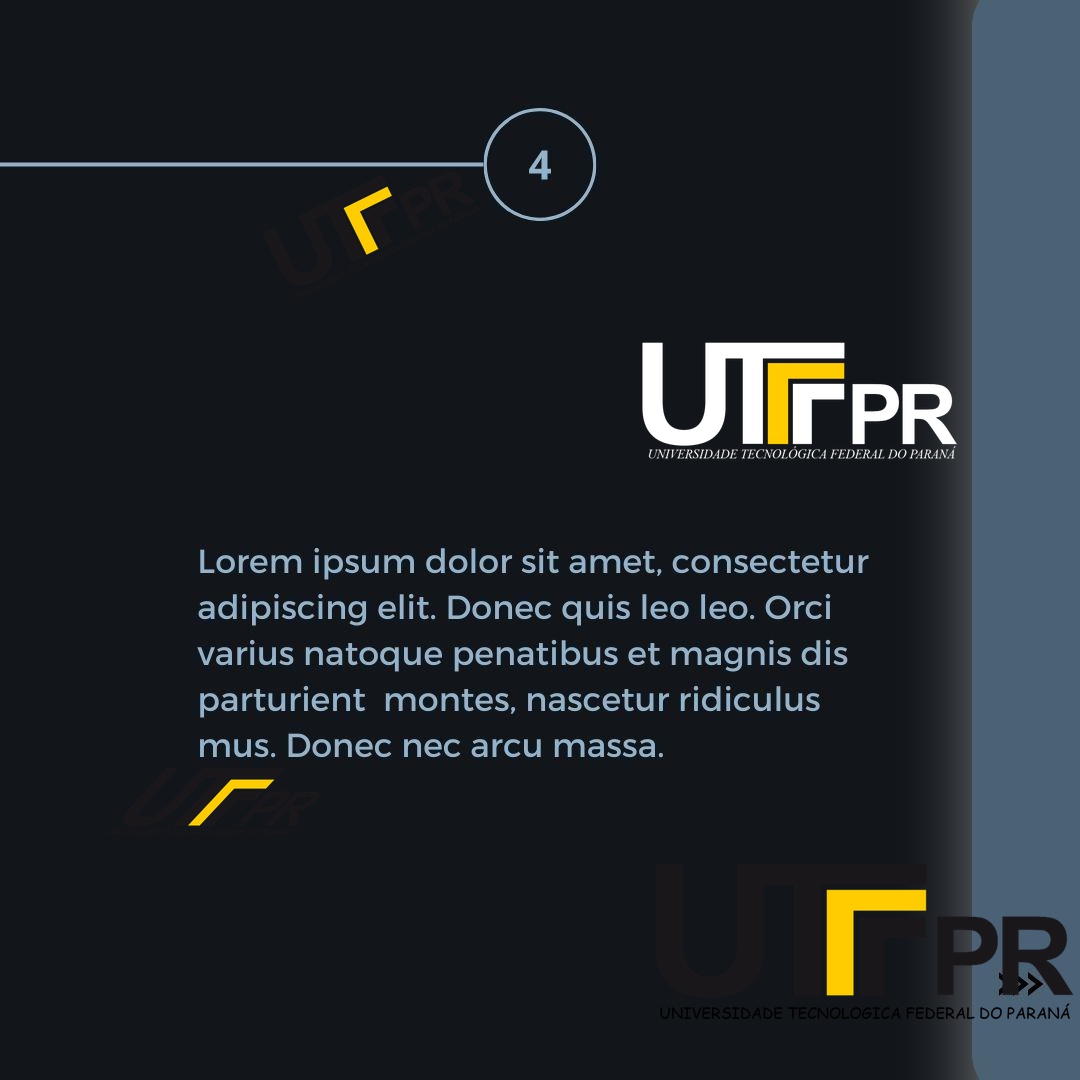 4
UTFPR
UTFPR
UNIVERSIDADE TECNOLÓGICA FEDERAL DO PARANÁ
Lorem ipsum dolor sit amet, consectetur
adipiscing elit. Donec quis leo leo. Orci
varius natoque penatibus et magnis dis
parturient  montes, nascetur ridiculus
mus. Donec nec arcu massa.
UTFPR
UTFPR
UNIVERSIDADE TECNOLOGICA FEDERAL DO PARANÁ